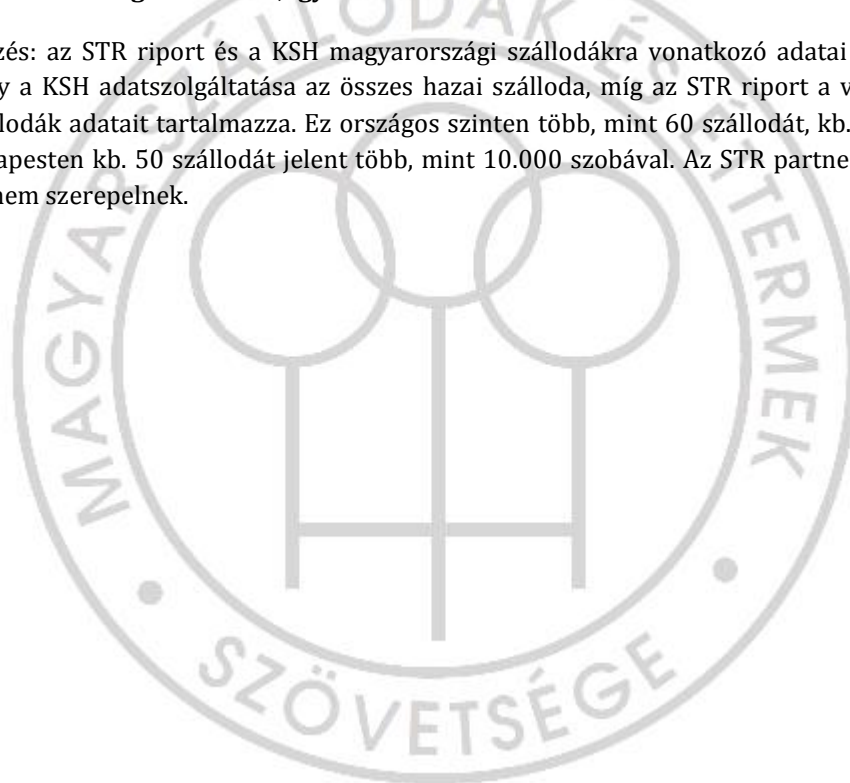 zés: az STR riport és a KSH magyarországi szállodákra vonatkozó adatai
y a KSH adatszolgáltatása az összes hazai szálloda, míg az STR riport a v
lodák adatait tartalmazza. Ez országos szinten több, mint 60 szállodát, kb.
apesten kb. 50 szállodát jelent több, mint 10.000 szobával. Az STR partne
nem szerepelnek.
MAGYAR SZÁLLODÁK ÉS ÉTTERMEK
SZÖVETSÉGE